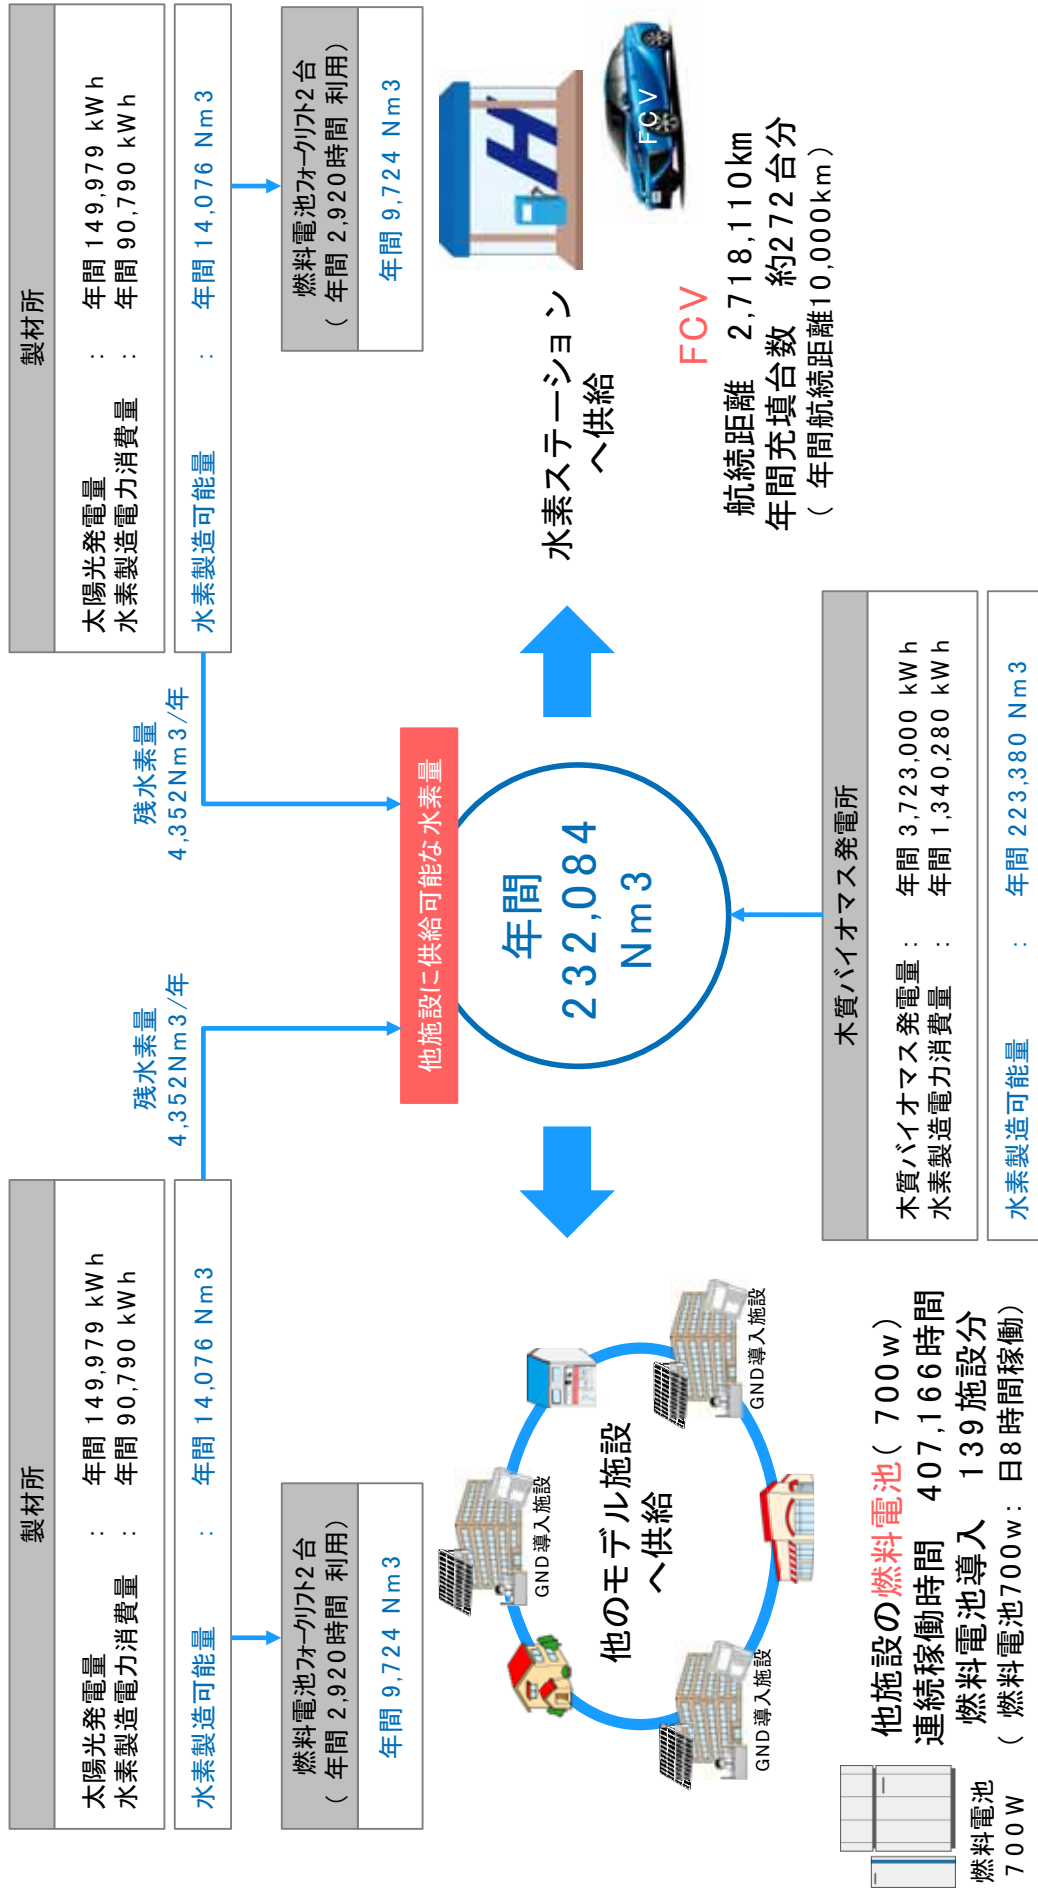 製材所
太陽光発電量 : 年間 149,979 kWh
水素製造電力消費量 : 年間 90,790 kWh
水素製造可能量 : 年間 14,076 Nm3
燃料電池フォークリフト2台
( 年間 2,920時間 利用)
年間 9,724 Nm3
残水素量
4,352Nm3/年
製材所
太陽光発電量 : 年間 149,979 kWh
水素製造電力消費量 : 年間 90,790 kWh
水素製造可能量 : 年間 14,076 Nm3
燃料電池フォークリフト2台
( 年間 2,920時間 利用)
年間 9,724 Nm3
残水素量
4,352Nm3/年
他施設に供給可能な水素量
年間
232,084
Nm3
他のモデル施設
へ供給
GND導入施設
GND導入施設
GND導入施設
水素ステーション
へ供給
H
FCV
FCV
航続距離 2,718,110km
年間充填台数 約272台分
( 年間航続距離10,000km)
燃料電池
700W
他施設の燃料電池( 700w)
連続稼働時間 407,166時間
燃料電池導入 139施設分
( 燃料電池700w: 日8時間稼働)
木質バイオマス発電所
木質バイオマス発電量 : 年間 3,723,000 kWh
水素製造電力消費量 : 年間 1,340,280 kWh
水素製造可能量 : 年間 223,380 Nm3